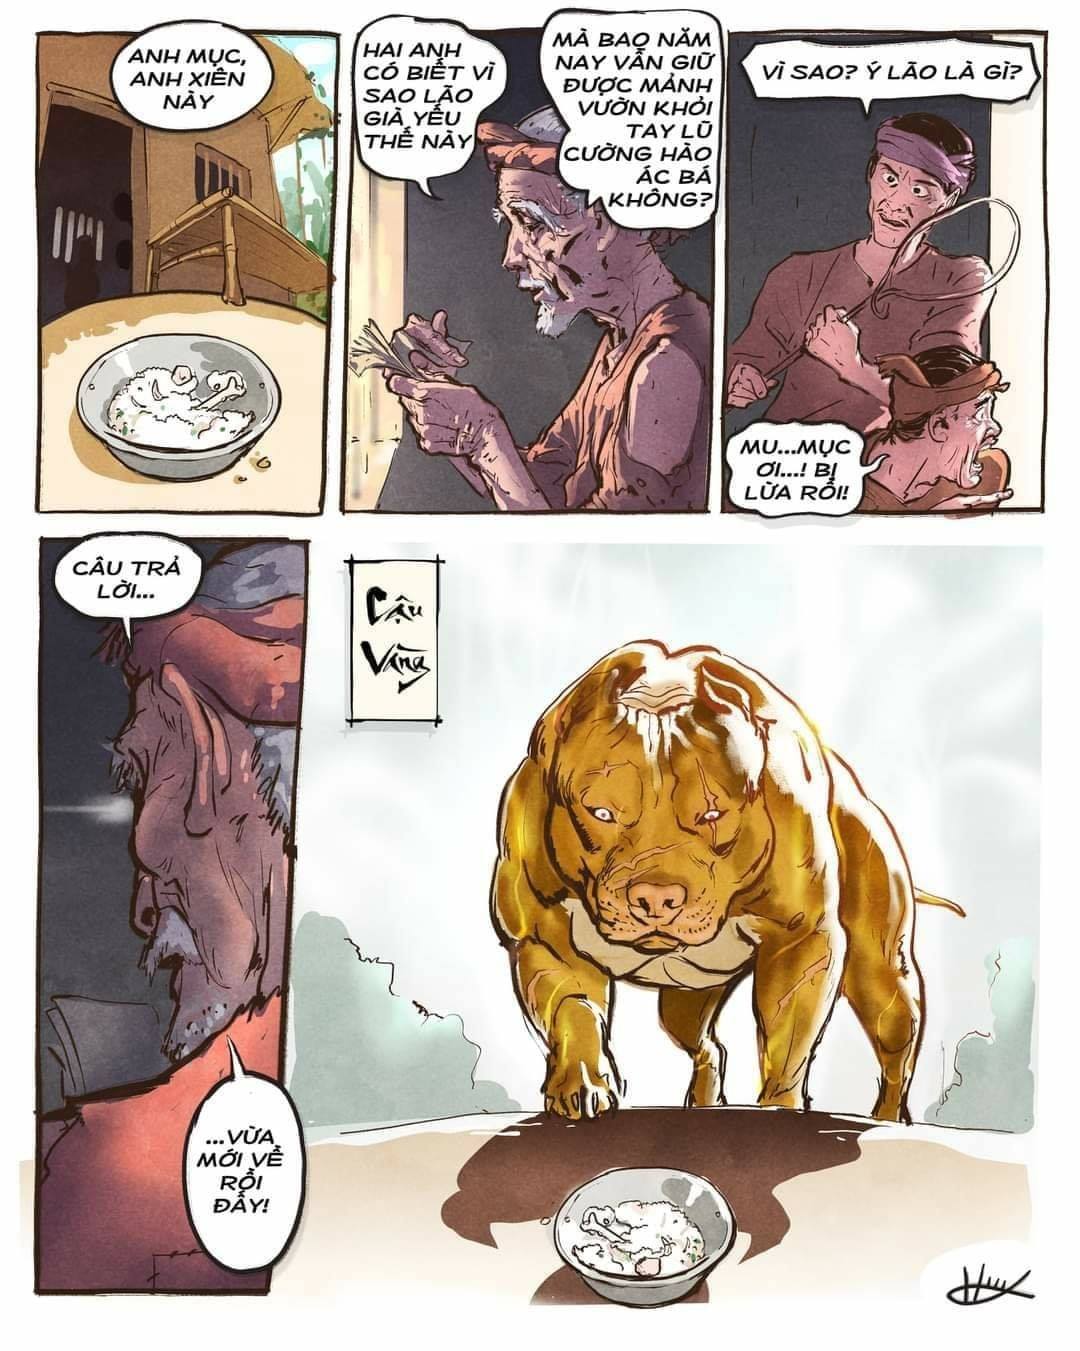 ANH MỤC,
ANH XIÊN
NÀY
HAI ANH
CÓ BIẾT VÌ
SAO LÃO
GIÀ YẾU
THẾ NÀY
MÀ BAO NĂM
NAY VẪN GIỮ
ĐƯỢC MẢNH
VƯỜN KHỎI
TAY LŨ
CƯỜNG HÀO
ÁC BÁ
KHÔNG?
VÌ SAO? Ý LÃO LÀ GÌ?
MU...MỤC
ƠI...! BỊ
LỪA RỒI!
CÂU TRẢ
LỜI...
...VỪA
MỚI VỀ
RỒI
ĐẤY!
Cậu
Vàng